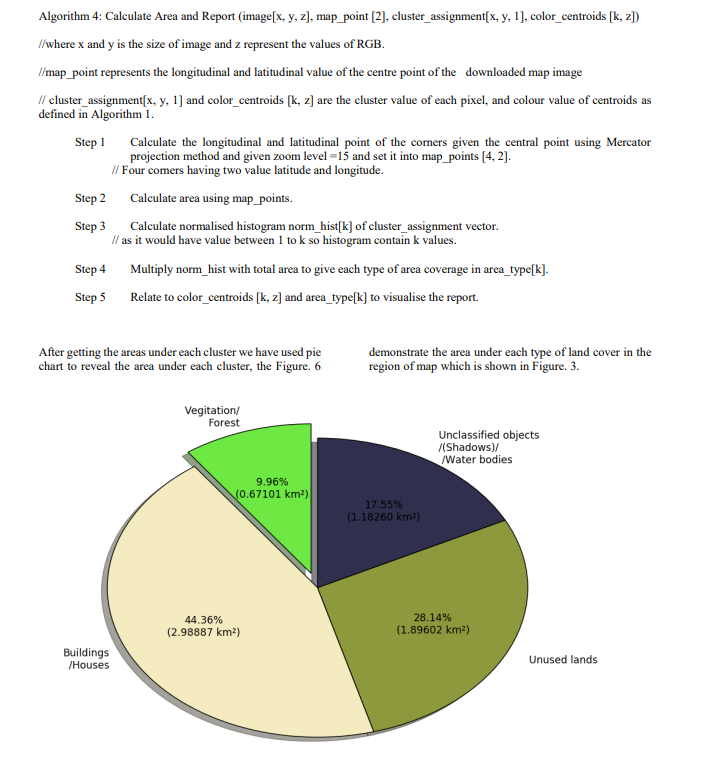 Algorithm 4: Calculate Area and Report (image[x, y, z], map_point [2], cluster_assignment[x, y, 1], color_centroids [k, z])
//where x and y is the size of image and z represent the values of RGB.
//map_point represents the longitudinal and latitudinal value of the centre point of the downloaded map image
// cluster_assignment[x, y, 1] and color_centroids [k, z] are the cluster value of each pixel, and colour value of centroids as
defined in Algorithm 1.
Step 1 Calculate the longitudinal and latitudinal point of the corners given the central point using Mercator
projection method and given zoom level =15 and set it into map_points [4, 2].
// Four corners having two value latitude and longitude.
Step 2 Calculate area using map_points.
Step 3 Calculate normalised histogram norm_hist[k] of cluster_assignment vector.
// as it would have value between 1 to k so histogram contain k values.
Step 4 Multiply norm_hist with total area to give each type of area coverage in area_type[k].
Step 5 Relate to color_centroids [k, z] and area_type[k] to visualise the report.
After getting the areas under each cluster we have used pie
chart to reveal the area under each cluster, the Figure. 6
demonstrate the area under each type of land cover in the
region of map which is shown in Figure. 3.
Vegitation/
Forest
9.96%
(0.67101 km²)
Unclassified objects
/(Shadows)/
/Water bodies
17.55%
(1.18260 km²)
44.36%
(2.98887 km²)
28.14%
(1.89602 km²)
Buildings
/Houses
Unused lands